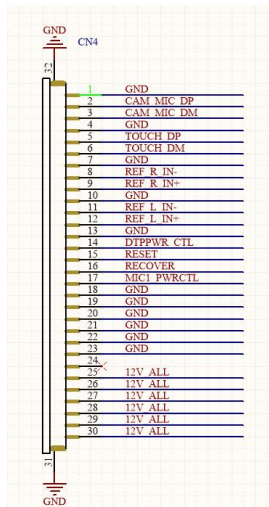 GND
CN4
32
1 GND
2 CAM_MIC_DP
3 CAM_MIC_DM
4 GND
5 TOUCH_DP
6 TOUCH_DM
7 GND
8 REF_R_IN-
9 REF_R_IN+
10 GND
11 REF_L_IN-
12 REF_L_IN+
13 GND
14 DTPPWR_CTL
15 RESET
16 RECOVER
17 MIC1_PWRCTL
18 GND
19 GND
20 GND
21 GND
22 GND
23 GND
24
25 12V_ALL
26 12V_ALL
27 12V_ALL
28 12V_ALL
29 12V_ALL
30 12V_ALL
31
GND